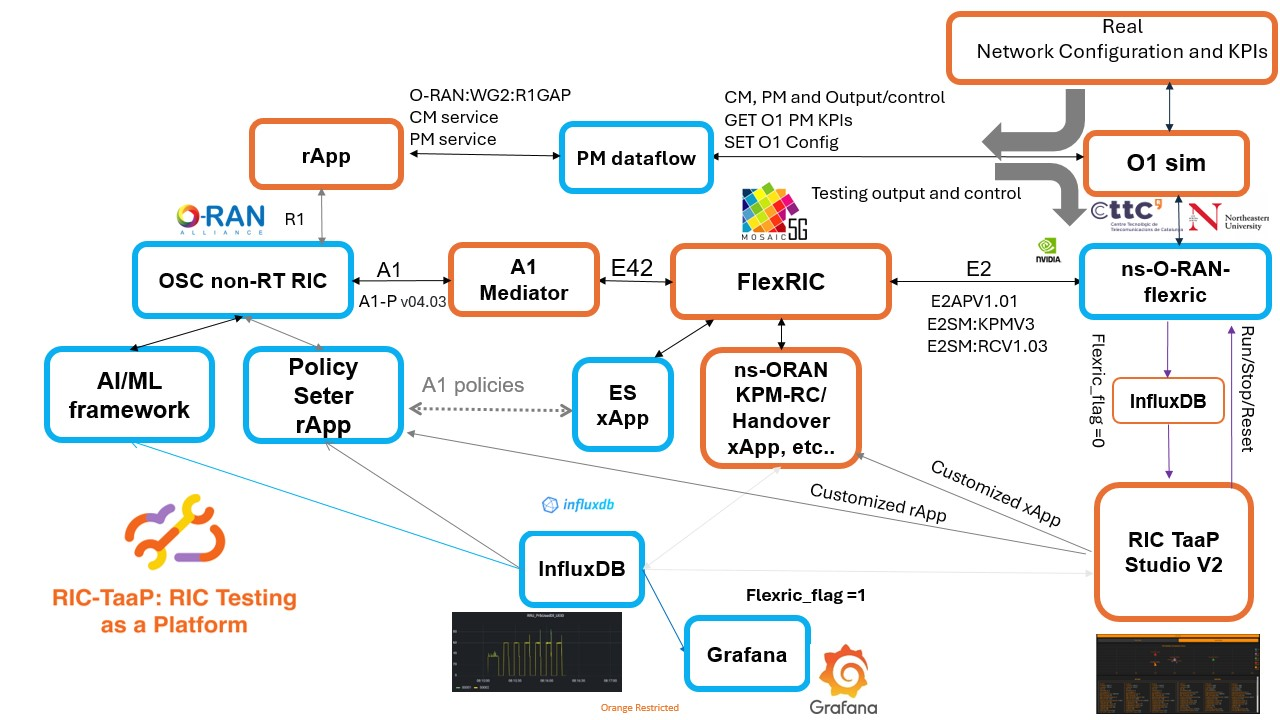 Real
Network Configuration and KPIs
O-RAN:WG2:R1GAP
CM service
PM service
CM, PM and Output/control
GET O1 PM KPIs
SET O1 Config
rApp
PM dataflow
O1 sim
Testing output and control
MOSAIC5G
O-RAN
ALLIANCE
R1
cttc
Centre Tecnològic de
Telecomunicacions de Catalunya
N
Northeastern
University
NVIDIA
OSC non-RT RIC
A1
A1-P v04.03
A1
Mediator
E42
FlexRIC
E2
E2APV1.01
E2SM:KPMV3
E2SM:RCV1.03
ns-O-RAN-
flexric
Flexric_flag =0
Run/Stop/Reset
InfluxDB
AI/ML
framework
Policy
Seter
rApp
A1 policies
ES
xApp
ns-ORAN
KPM-RC/
Handover
xApp, etc..
Customized xApp
Customized rApp
RIC TaaP
Studio V2
influxdb
InfluxDB
Flexric_flag =1
Grafana
Grafana
RIC-TaaP: RIC Testing
as a Platform
Orange Restricted